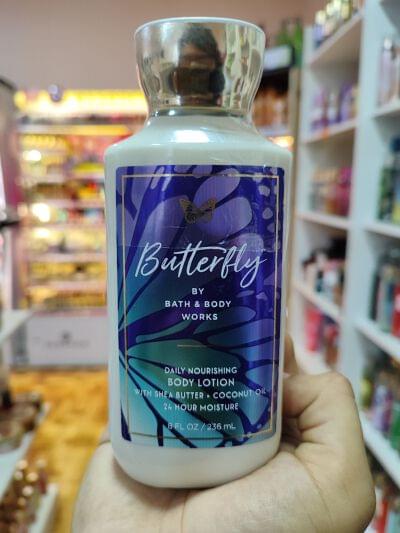 Butterfly
BY
BATH & BODY
WORKS
DAILY NOURISHING
BODY LOTION
WITH SHEA BUTTER + COCONUT OIL
24 HOUR MOISTURE
8 FL OZ / 236 mL